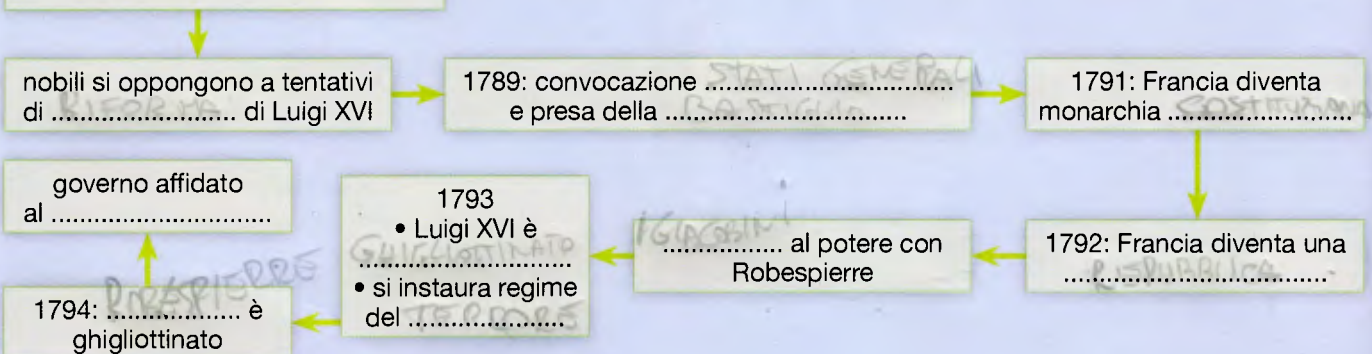 nobili si oppongono a tentativi
di RIFORMA di Luigi XVI
1789: convocazione STATI GENERALI
e presa della BASTIGLIA
1791: Francia diventa
monarchia COSTITUZIONALE
1792: Francia diventa una
REPUBBLICA
I GIACOBINI al potere con
Robespierre
1793
• Luigi XVI è
GHIGLIOTTINATO
• si instaura regime
del TERRORE
1794: ROBESPIERRE è
ghigliottinato
governo affidato
al ...............................